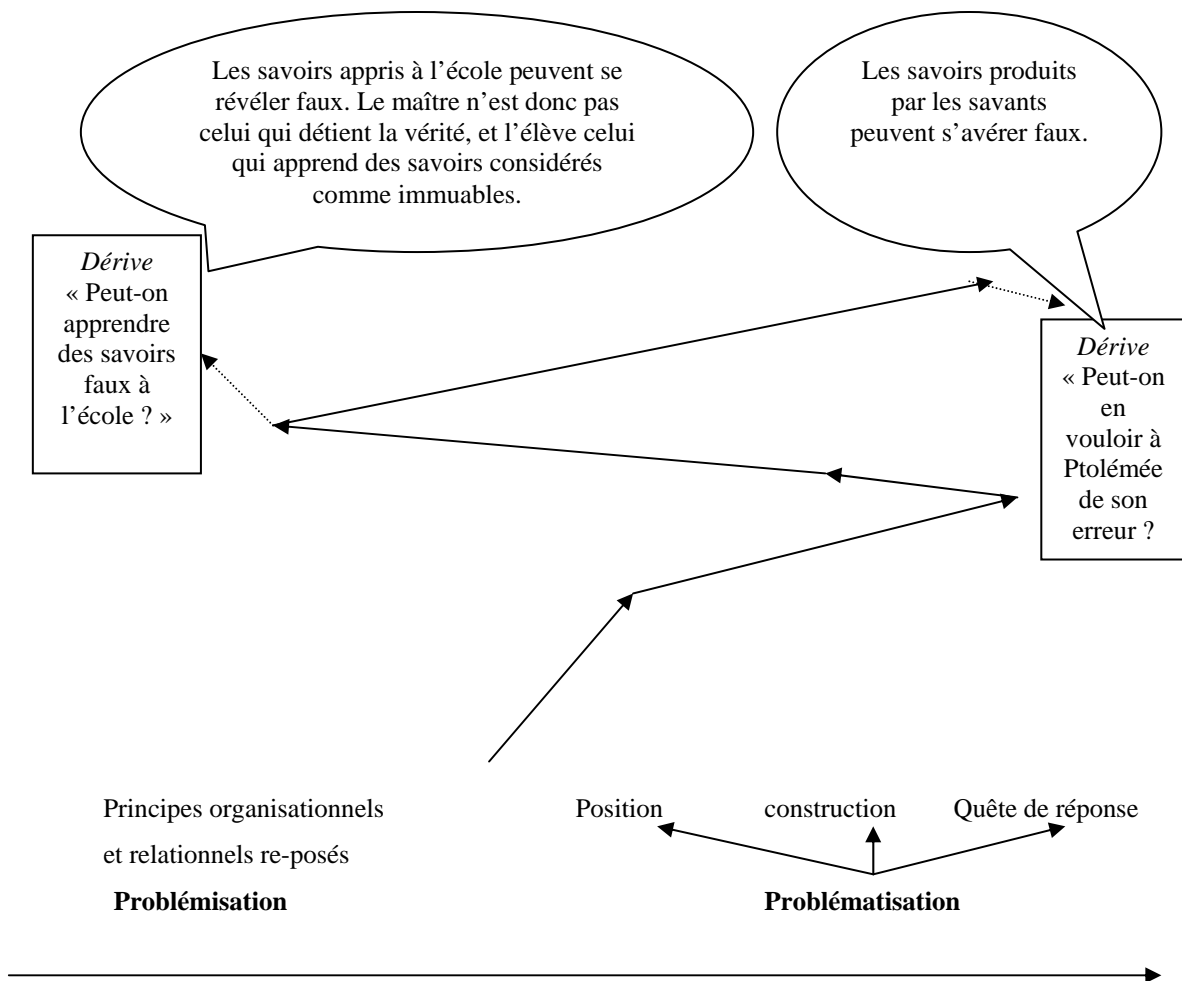 Les savoirs appris à l’école peuvent se
révéler faux. Le maître n’est donc pas
celui qui détient la vérité, et l’élève celui
qui apprend des savoirs considérés
comme immuables.
Les savoirs produits
par les savants
peuvent s’avérer faux.
Dérive
« Peut-on
apprendre
des savoirs
faux à
l’école ? »
Dérive
« Peut-on
en
vouloir à
Ptolémée
de son
erreur ?
Principes organisationnels
et relationnels re-posés
Problémisation
Position
construction
Quête de réponse
Problématisation